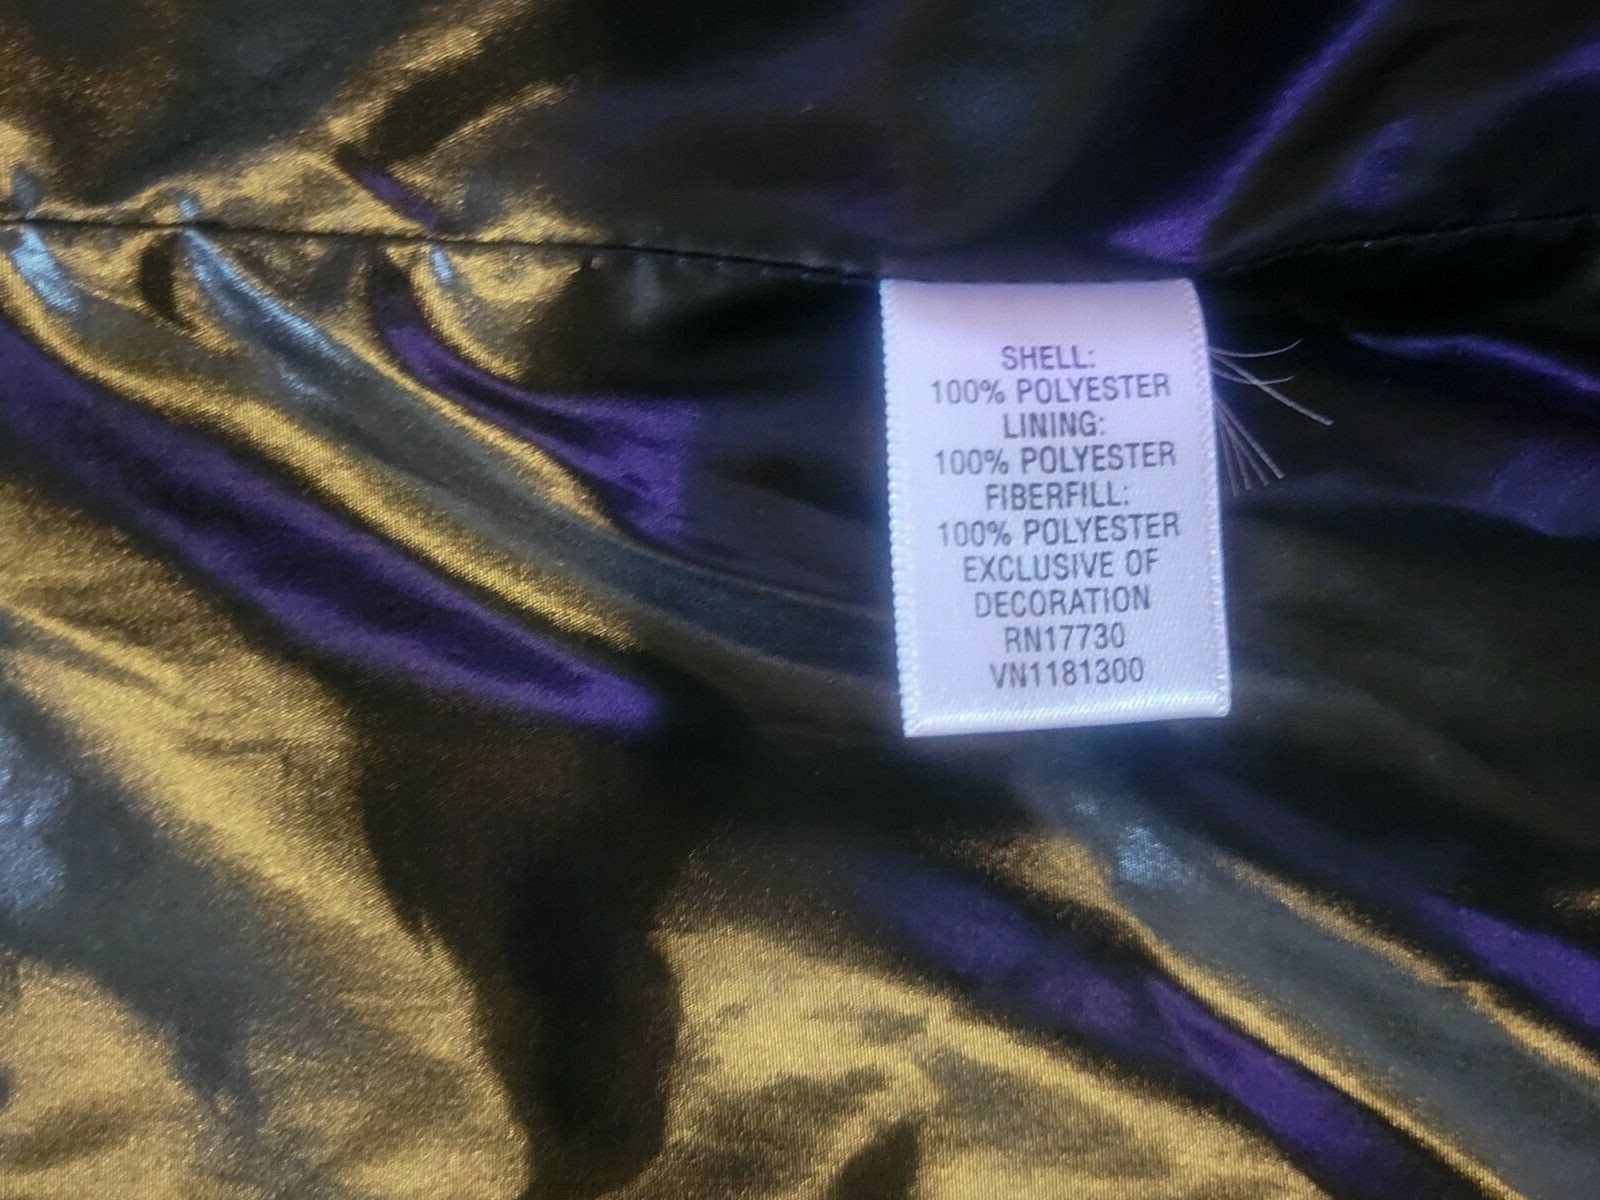 SHELL:
100% POLYESTER
LINING:
100% POLYESTER
FIBERFILL:
100% POLYESTER
EXCLUSIVE OF
DECORATION
RN17730
VN1181300